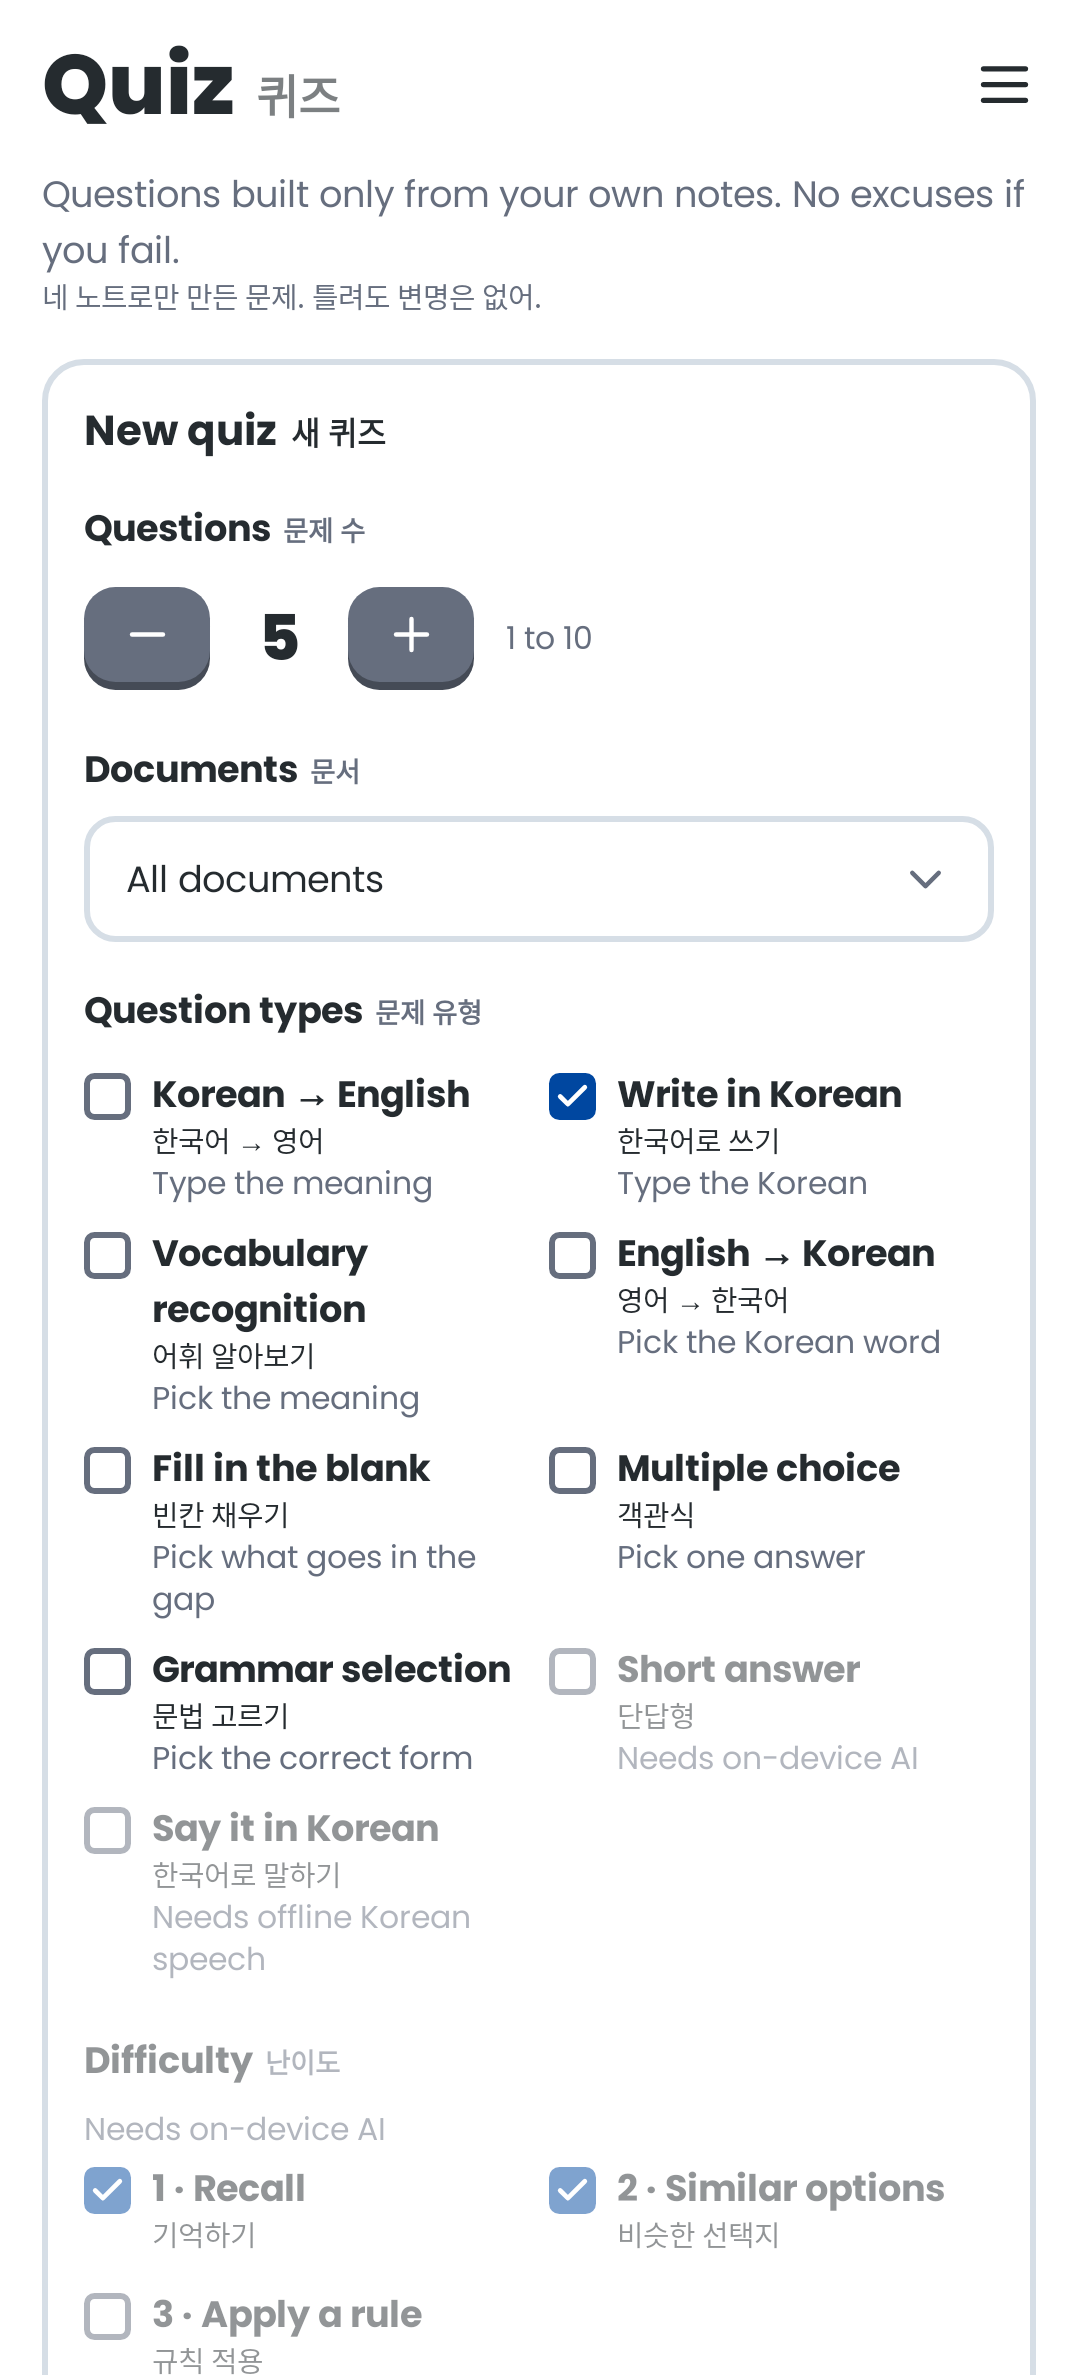 Quiz 퀴즈
Questions built only from your own notes. No excuses if
you fail.
네 노트로만 만든 문제. 틀려도 변명은 없어.
New quiz 새 퀴즈
Questions 문제 수
− 5 + 1 to 10
Documents 문서
All documents
Question types 문제 유형
Korean → English
한국어 → 영어
Type the meaning
Write in Korean
한국어로 쓰기
Type the Korean
Vocabulary
recognition
어휘 알아보기
Pick the meaning
English → Korean
영어 → 한국어
Pick the Korean word
Fill in the blank
빈칸 채우기
Pick what goes in the
gap
Multiple choice
객관식
Pick one answer
Grammar selection
문법 고르기
Pick the correct form
Short answer
단답형
Needs on-device AI
Say it in Korean
한국어로 말하기
Needs offline Korean
speech
Difficulty 난이도
Needs on-device AI
1 · Recall
기억하기
2 · Similar options
비슷한 선택지
3 · Apply a rule
규칙 적용